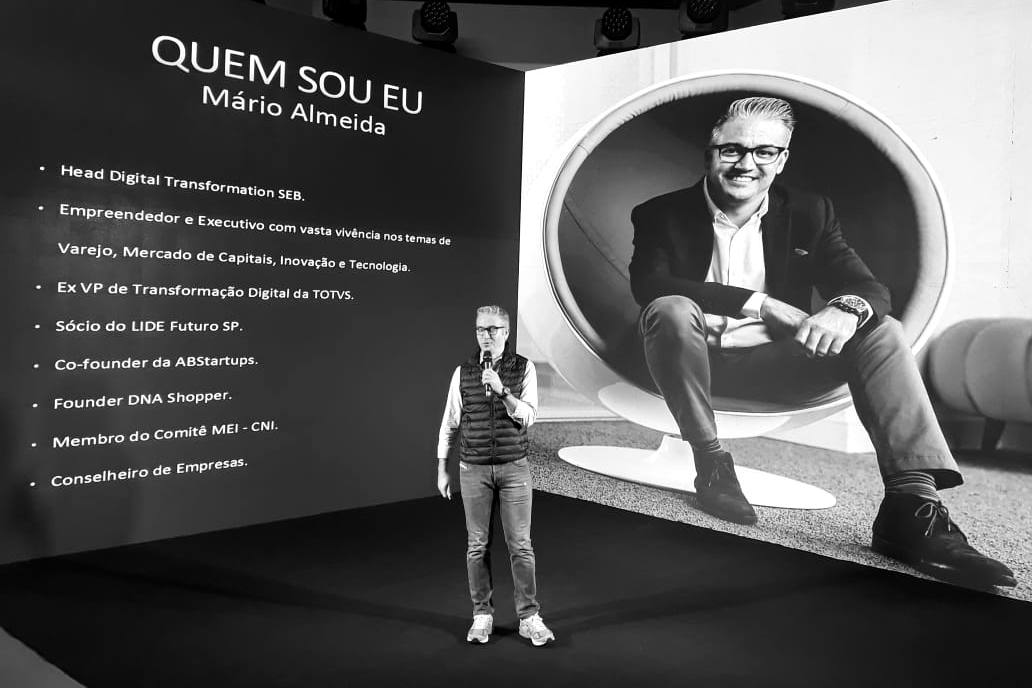 QUEM SOU EU
Mário Almeida
• Head Digital Transformation SEB.
• Empreendedor e Executivo com vasta vivência nos temas de
Varejo, Mercado de Capitais, Inovação e Tecnologia.
• Ex VP de Transformação Digital da TOTVS.
• Sócio do LIDE Futuro SP.
• Co-founder da ABStartups.
• Founder DNA Shopper.
• Membro do Comitê MEI - CNI.
• Conselheiro de Empresas.